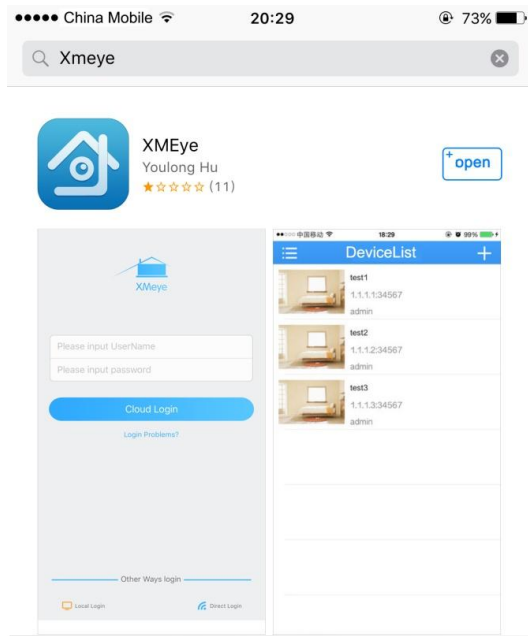 China Mobile 20:29 73%
Xmeye
XMEye
Youlong Hu
(11)
+open
XMeye
Please input UserName
Please input password
Cloud Login
Login Problems?
Other Ways login
Local Login Direct Login
中国移动 18:29 99%
DeviceList
test1
1.1.1.1:34567
admin
test2
1.1.1.2:34567
admin
test3
1.1.1.3:34567
admin